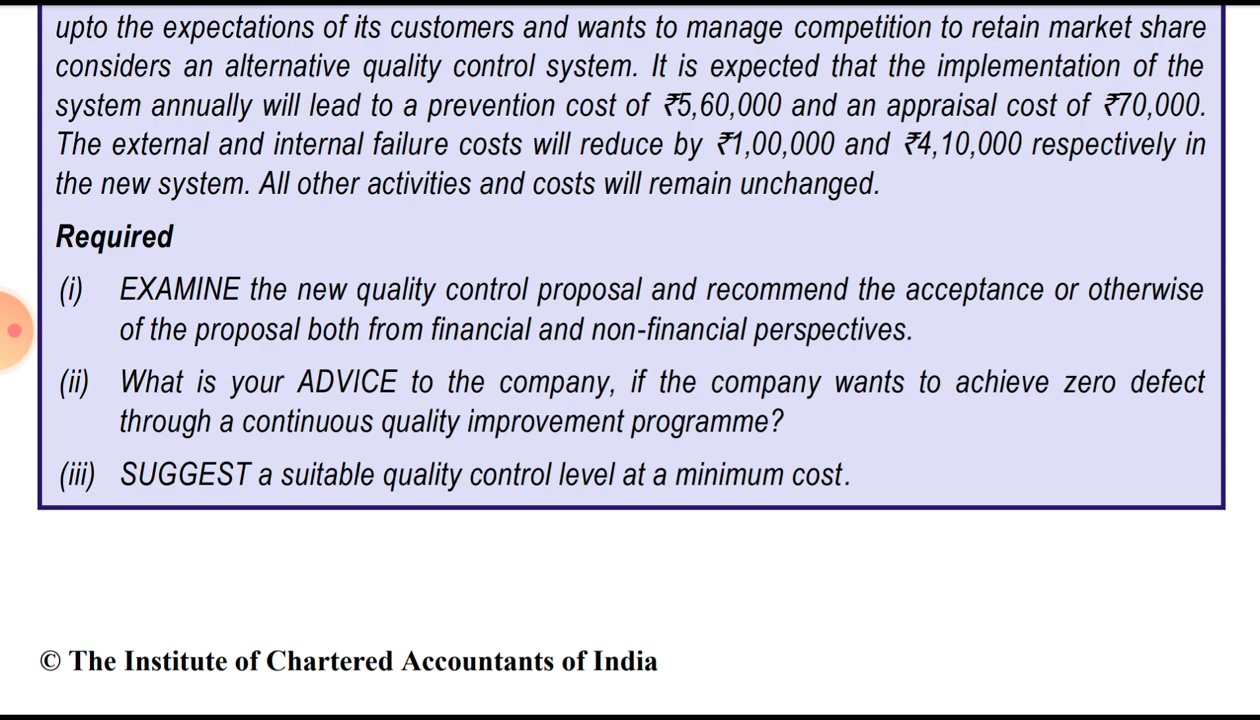 upto the expectations of its customers and wants to manage competition to retain market share
considers an alternative quality control system. It is expected that the implementation of the
system annually will lead to a prevention cost of ₹5,60,000 and an appraisal cost of ₹70,000.
The external and internal failure costs will reduce by ₹1,00,000 and ₹4,10,000 respectively in
the new system. All other activities and costs will remain unchanged.
Required
(i) EXAMINE the new quality control proposal and recommend the acceptance or otherwise
of the proposal both from financial and non-financial perspectives.
(ii) What is your ADVICE to the company, if the company wants to achieve zero defect
through a continuous quality improvement programme?
(iii) SUGGEST a suitable quality control level at a minimum cost.
© The Institute of Chartered Accountants of India